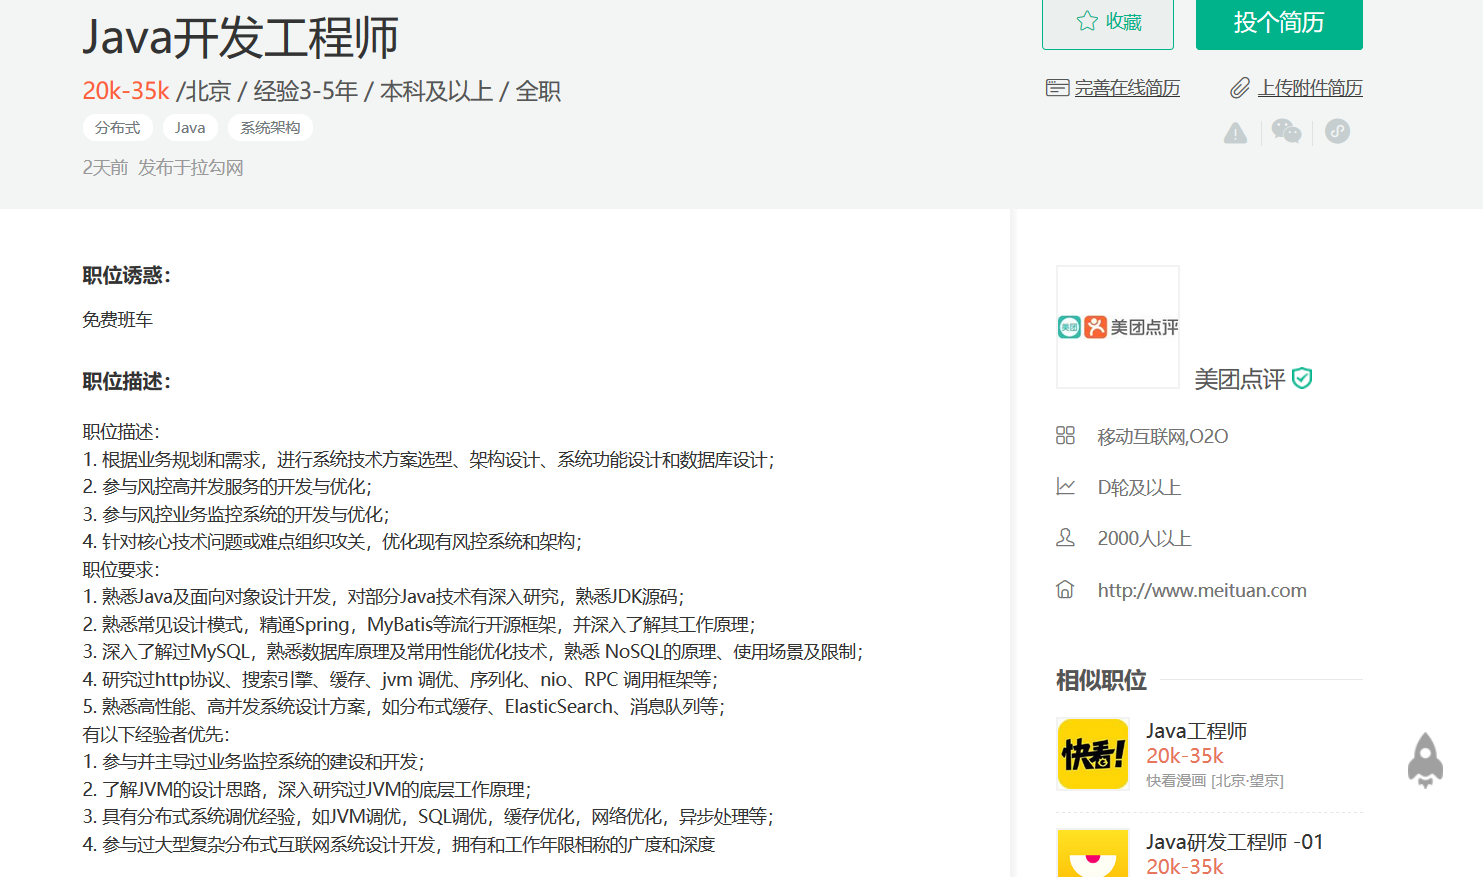 Java开发工程师
20k-35k /北京 / 经验3-5年 / 本科及以上 / 全职
分布式 Java 系统架构
2天前 发布于拉勾网
收藏
投个简历
完善在线简历
上传附件简历
职位诱惑：
免费班车
职位描述：
职位描述：
1. 根据业务规划和需求，进行系统技术方案选型、架构设计、系统功能设计和数据库设计；
2. 参与风控高并发服务的开发与优化；
3. 参与风控业务监控系统的开发与优化；
4. 针对核心技术问题或难点组织攻关，优化现有风控系统和架构；
职位要求：
1. 熟悉Java及面向对象设计开发，对部分Java技术有深入研究，熟悉JDK源码；
2. 熟悉常见设计模式，精通Spring，MyBatis等流行开源框架，并深入了解其工作原理；
3. 深入了解过MySQL，熟悉数据库原理及常用性能优化技术，熟悉 NoSQL的原理、使用场景及限制；
4. 研究过http协议、搜索引擎、缓存、jvm 调优、序列化、nio、RPC 调用框架等；
5. 熟悉高性能、高并发系统设计方案，如分布式缓存、ElasticSearch、消息队列等；
有以下经验者优先：
1. 参与并主导过业务监控系统的建设和开发；
2. 了解JVM的设计思路，深入研究过JVM的底层工作原理；
3. 具有分布式系统调优经验，如JVM调优，SQL调优，缓存优化，网络优化，异步处理等；
4. 参与过大型复杂分布式互联网系统设计开发，拥有和工作年限相称的广度和深度
美团 美团点评
美团点评
移动互联网,O2O
D轮及以上
2000人以上
http://www.meituan.com
相似职位
快看!
Java工程师
20k-35k
快看漫画 [北京·望京]
Java研发工程师 -01
20k-35k